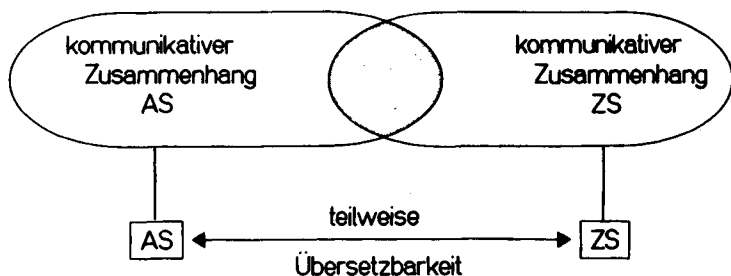 kommunikativer
Zusammenhang
AS
kommunikativer
Zusammenhang
ZS
AS
teilweise
Übersetzbarkeit
ZS